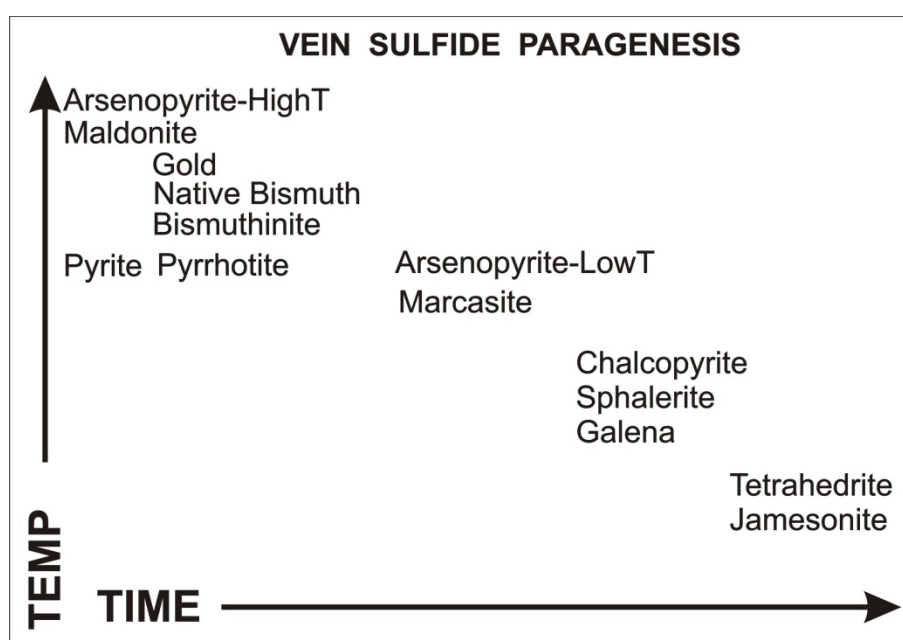 VEIN SULFIDE PARAGENESIS
Arsenopyrite-HighT
Maldonite
Gold
Native Bismuth
Bismuthinite
Pyrite Pyrrhotite
Arsenopyrite-LowT
Marcasite
Chalcopyrite
Sphalerite
Galena
Tetrahedrite
Jamesonite
TEMP
TIME